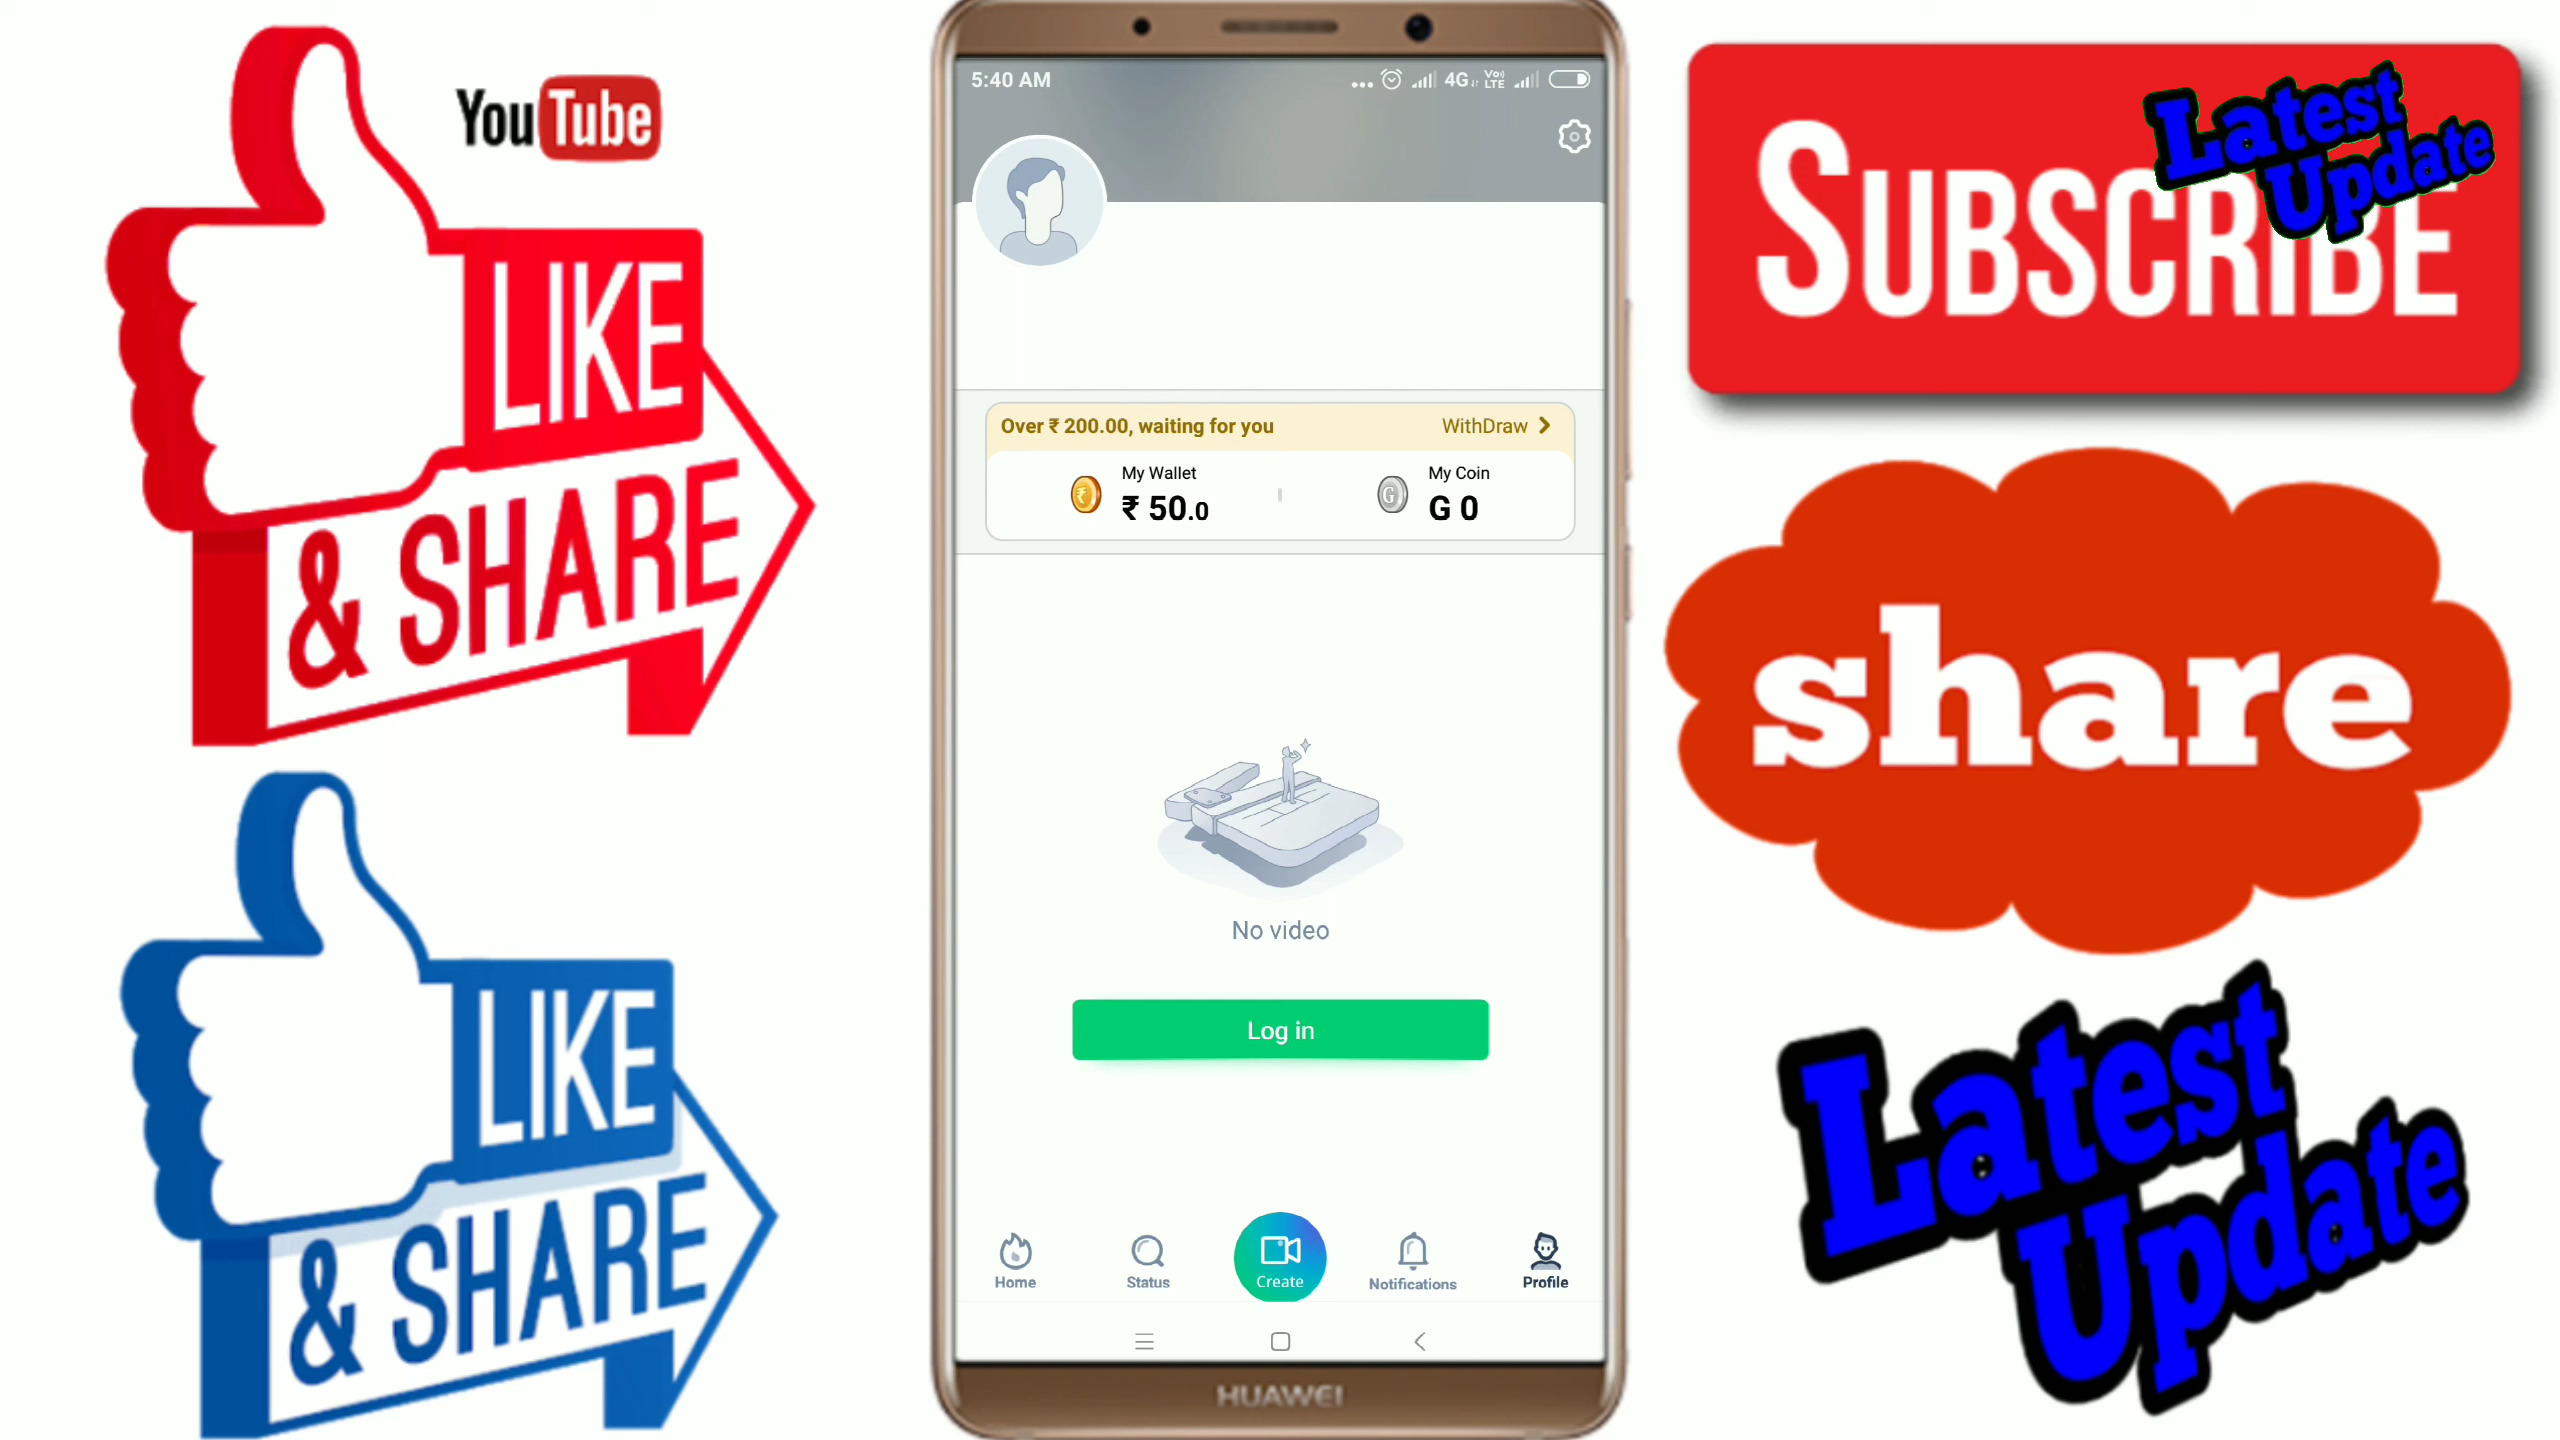 YouTube
LIKE
& SHARE
LIKE
& SHARE
5:40 AM
4G
Vo))
LTE
Over ₹ 200.00, waiting for you
WithDraw
My Wallet
₹ 50.0
My Coin
G 0
No video
Log in
Home
Status
Create
Notifications
Profile
HUAWEI
SUBSCRIBE
Latest
Update
share
Latest
Update